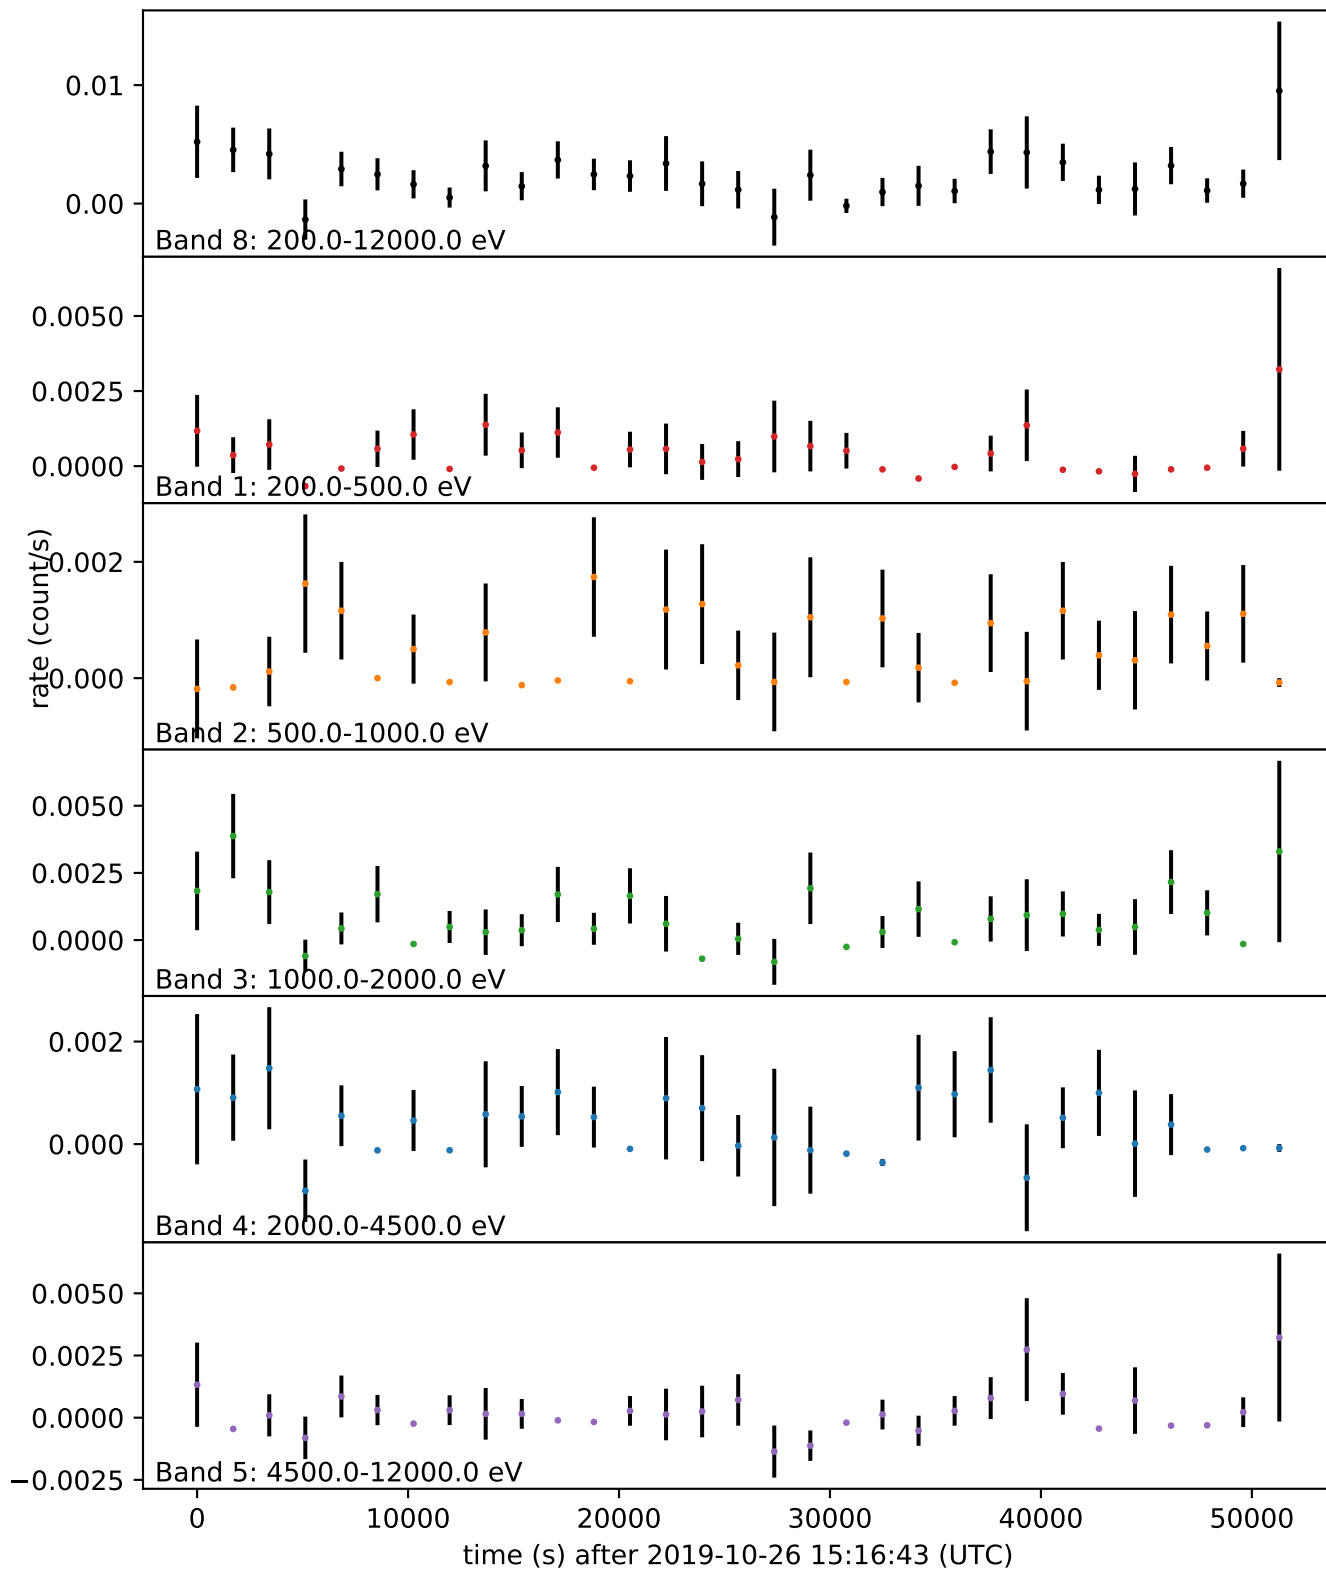 0.01
0.00
Band 8: 200.0-12000.0 eV
0.0050
0.0025
0.0000
Band 1: 200.0-500.0 eV
rate (count/s)
0.002
0.000
Band 2: 500.0-1000.0 eV
0.0050
0.0025
0.0000
Band 3: 1000.0-2000.0 eV
0.002
0.000
Band 4: 2000.0-4500.0 eV
0.0050
0.0025
0.0000
−0.0025
Band 5: 4500.0-12000.0 eV
0 10000 20000 30000 40000 50000
time (s) after 2019-10-26 15:16:43 (UTC)